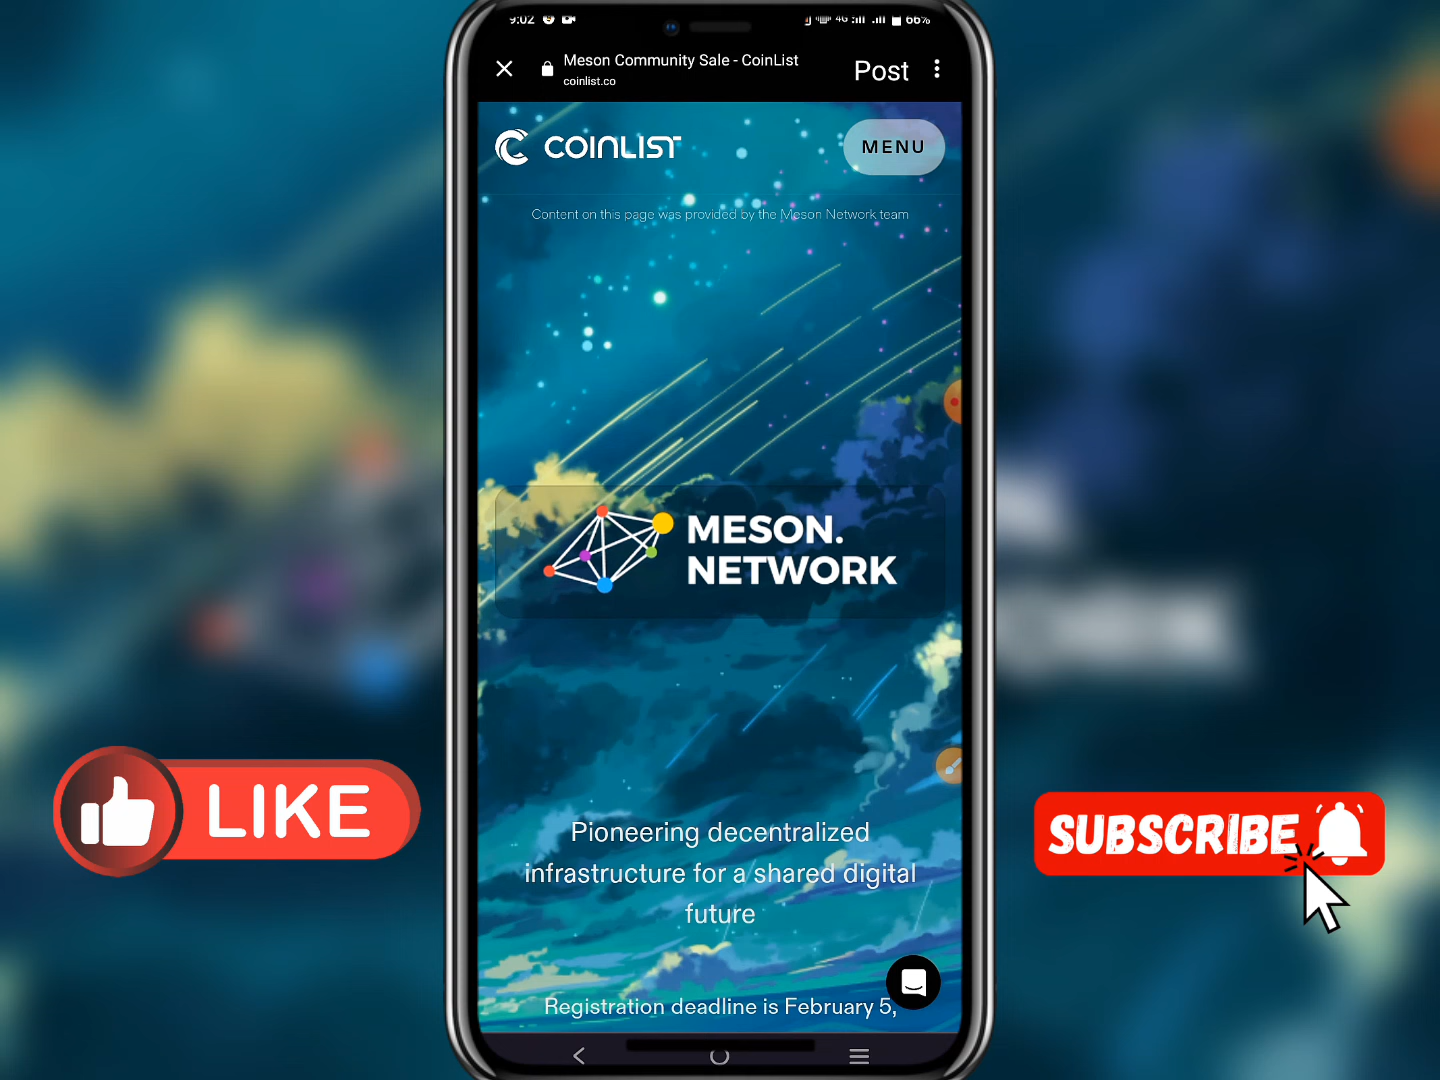 9:02
4G
66%
Meson Community Sale - CoinList
coinlist.co
Post
COINLIST
MENU
Content on this page was provided by the Meson Network team
MESON.
NETWORK
Pioneering decentralized
infrastructure for a shared digital
future
Registration deadline is February 5,
LIKE
SUBSCRIBE